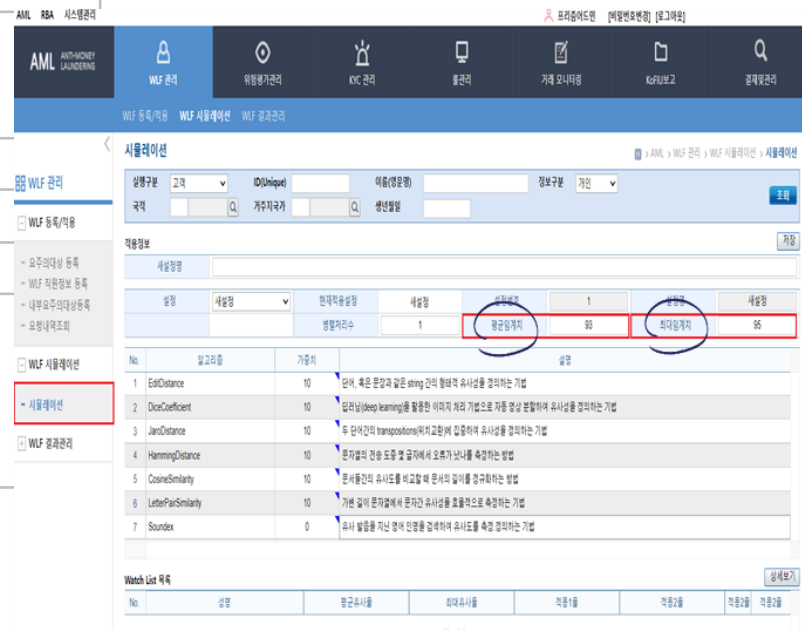 AML RBA 시스템관리
프리즘어드민 [비밀번호변경] [로그아웃]
AML ANTI-MONEY LAUNDERING
WLF 관리 위험평가관리 KYC 관리 룰관리 거래 모니터링 KoFIU보고 결재및관리
WLF 등록/적용 WLF 시뮬레이션 WLF 결과관리
시뮬레이션
> AML > WLF 관리 > WLF 시뮬레이션 > 시뮬레이션
WLF 관리
WLF 등록/적용
- 요주의대상 등록
- WLF 직원정보 등록
- 내부요주의대상등록
- 요청내역조회
WLF 시뮬레이션
- 시뮬레이션
WLF 결과관리
실행구분 고객 ID(Unique) 이름(영문명) 정보구분 개인
국적 거주지국가 생년월일 조회
적용정보 저장
새설정명
설정 새설정 현재적용설정 새설정 설정번호 1 설정명 새설정
병렬처리수 1 평균임계치 93 최대임계치 95
No. 알고리즘 가중치 설명
1 EditDistance 10 단어, 혹은 문장과 같은 string 간의 형태적 유사성을 정의하는 기법
2 DiceCoefficient 10 딥러닝(deep learning)을 활용한 이미지 처리 기법으로 자동 영상 분할하여 유사성을 정의하는 기법
3 JaroDistance 10 두 단어간의 transpositions(위치교환)에 집중하여 유사성을 정의하는 기법
4 HammingDistance 10 문자열의 전송 도중 몇 글자에서 오류가 났나를 측정하는 방법
5 CosineSimilarity 10 문서들간의 유사도를 비교할 때 문서의 길이를 정규화하는 방법
6 LetterPairSimilarity 10 가변 길이 문자열에서 문자간 유사성을 효율적으로 측정하는 기법
7 Soundex 0 유사 발음을 지닌 영어 인명을 검색하여 유사도를 측정 정의하는 기법
Watch List 목록 상세보기
No. 성명 평균유사율 최대유사율 적용1율 적용2율 적용2율 적용2율